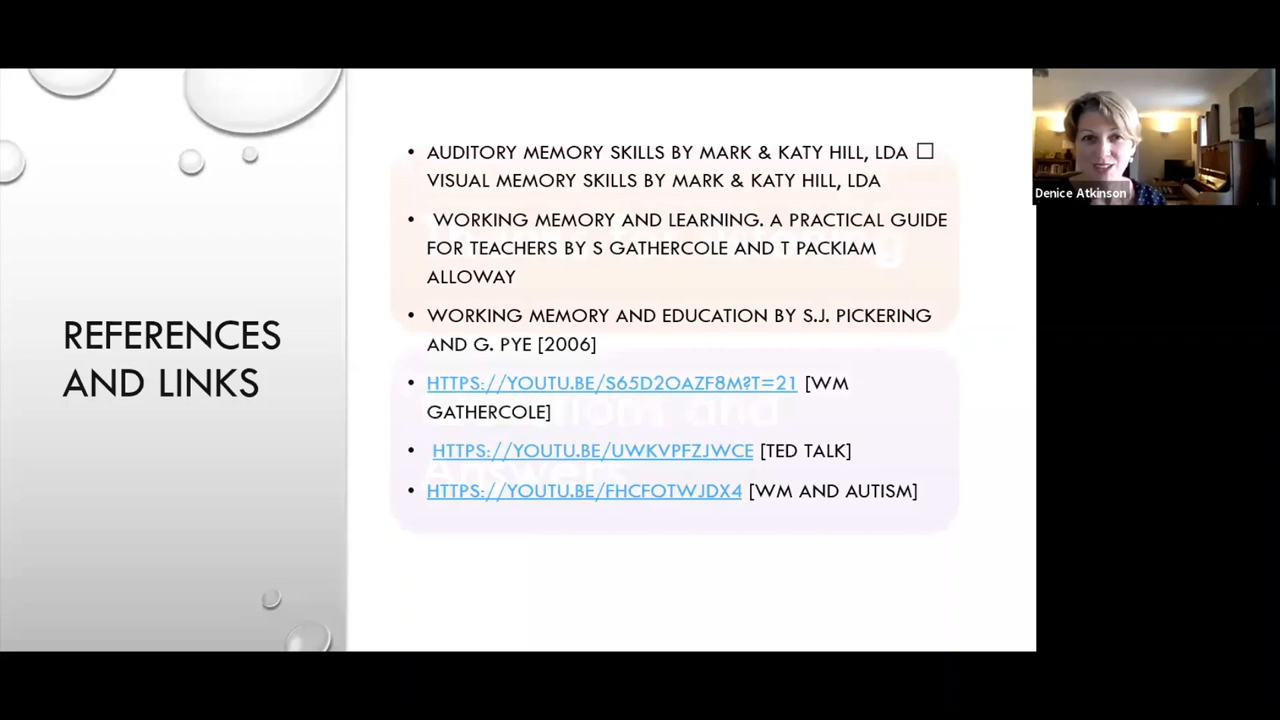 REFERENCES
AND LINKS
• AUDITORY MEMORY SKILLS BY MARK & KATY HILL, LDA □
VISUAL MEMORY SKILLS BY MARK & KATY HILL, LDA
• WORKING MEMORY AND LEARNING. A PRACTICAL GUIDE
FOR TEACHERS BY S GATHERCOLE AND T PACKIAM
ALLOWAY
• WORKING MEMORY AND EDUCATION BY S.J. PICKERING
AND G. PYE [2006]
• HTTPS://YOUTU.BE/S65D2OAZF8M?T=21 [WM
GATHERCOLE]
• HTTPS://YOUTU.BE/UWKVPFZJWCE [TED TALK]
• HTTPS://YOUTU.BE/FHCFOTWJDX4 [WM AND AUTISM]
and
Answers
Denice Atkinson